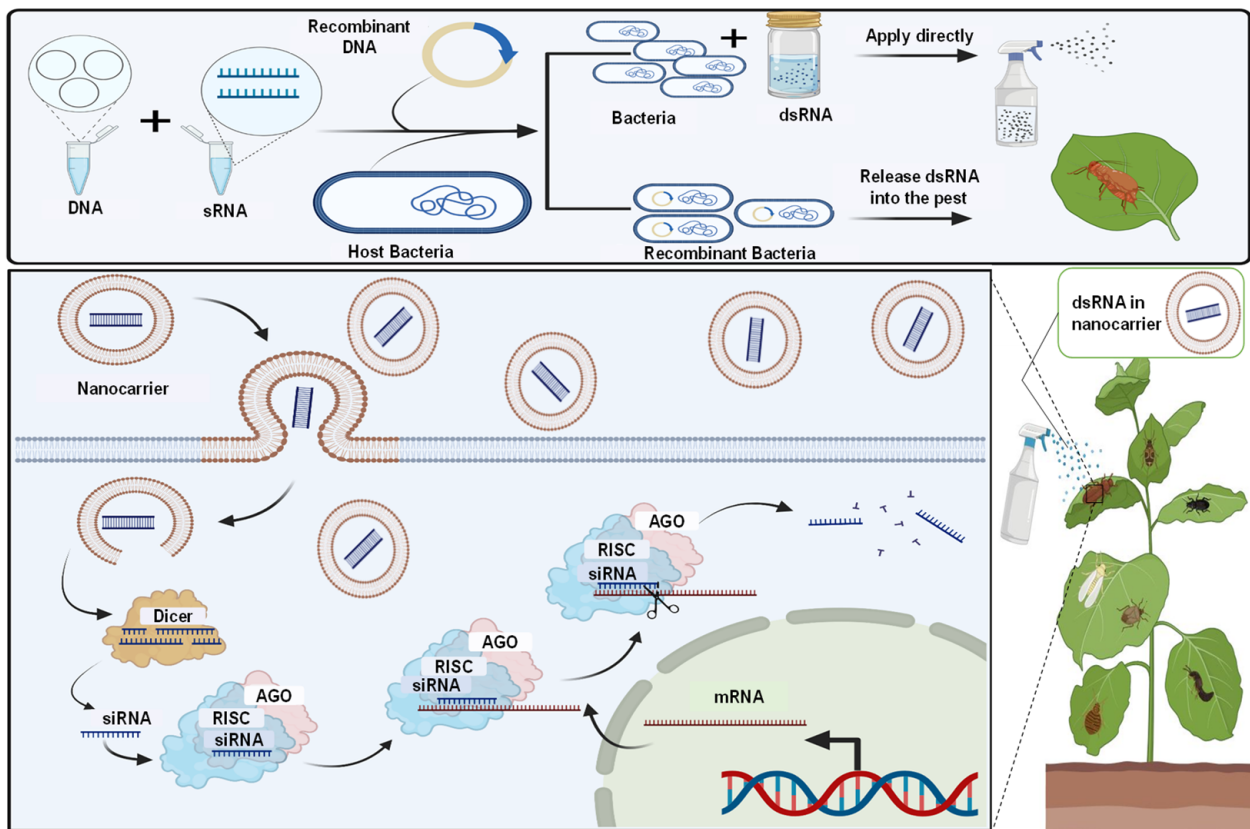 Recombinant
DNA
DNA
sRNA
Host Bacteria
Bacteria
dsRNA
Apply directly
Recombinant Bacteria
Release dsRNA
into the pest
Nanocarrier
dsRNA in
nanocarrier
Dicer
siRNA
AGO
RISC
siRNA
AGO
RISC
siRNA
AGO
RISC
siRNA
mRNA